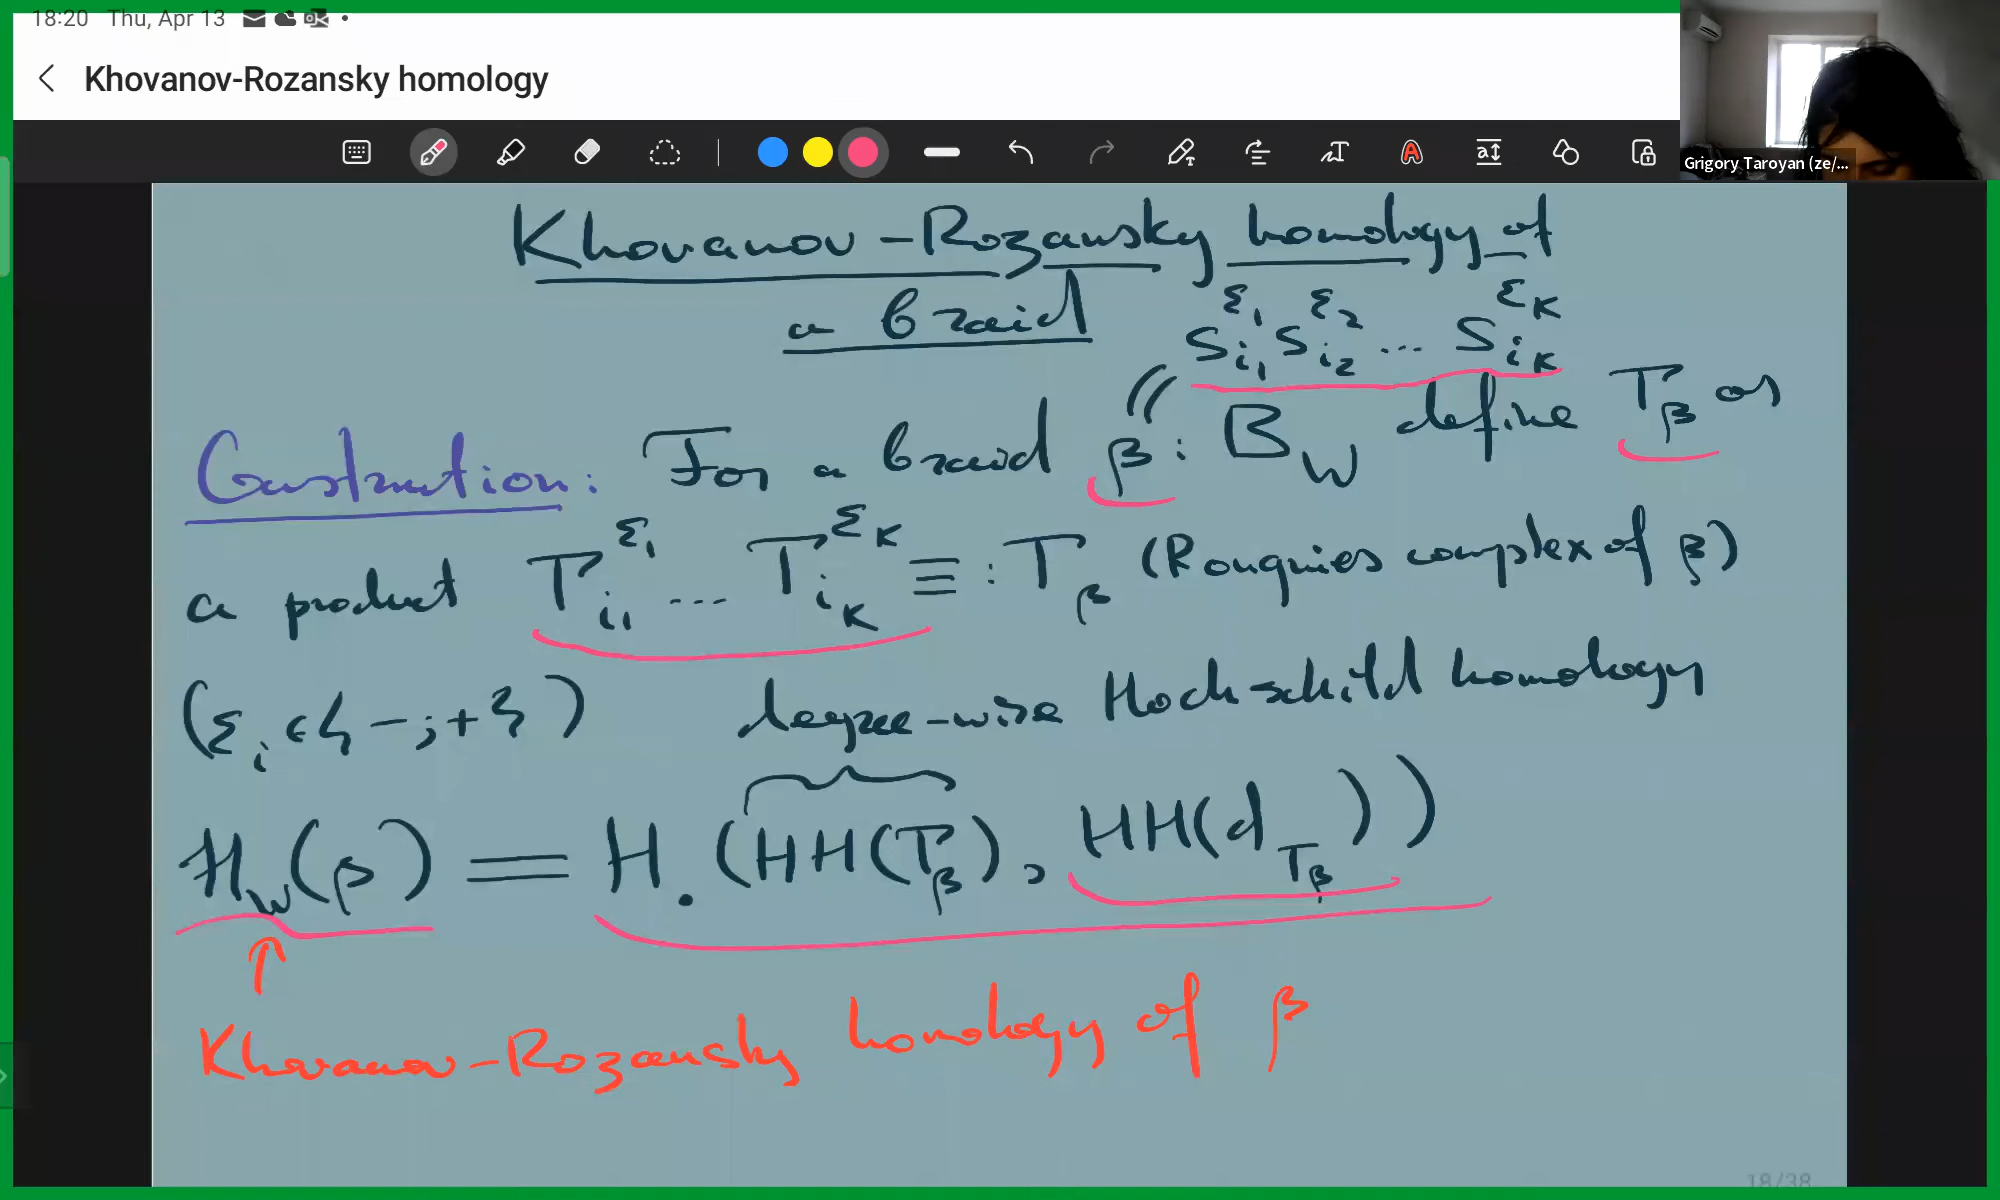 18:20 Thu, Apr 13
Khovanov-Rozansky homology
Grigory Taroyan (ze/...
Khovanov-Rozansky homology of
a braid
s_{i_1}^{ε_1} s_{i_2}^{ε_2} ... s_{i_k}^{ε_k}
Construction: For a braid β : B_W define T_β as
a product T_{i_1}^{ε_1} ... T_{i_k}^{ε_k} ≡: T_β (Rouquies complex of β)
(ε_i ∈ {-;+})
degree-wise Hochschild homology
H_W(β) = H_•(HH(T_β), HH(d_{T_β}))
↑
Khovanov-Rozansky homology of β
18/38